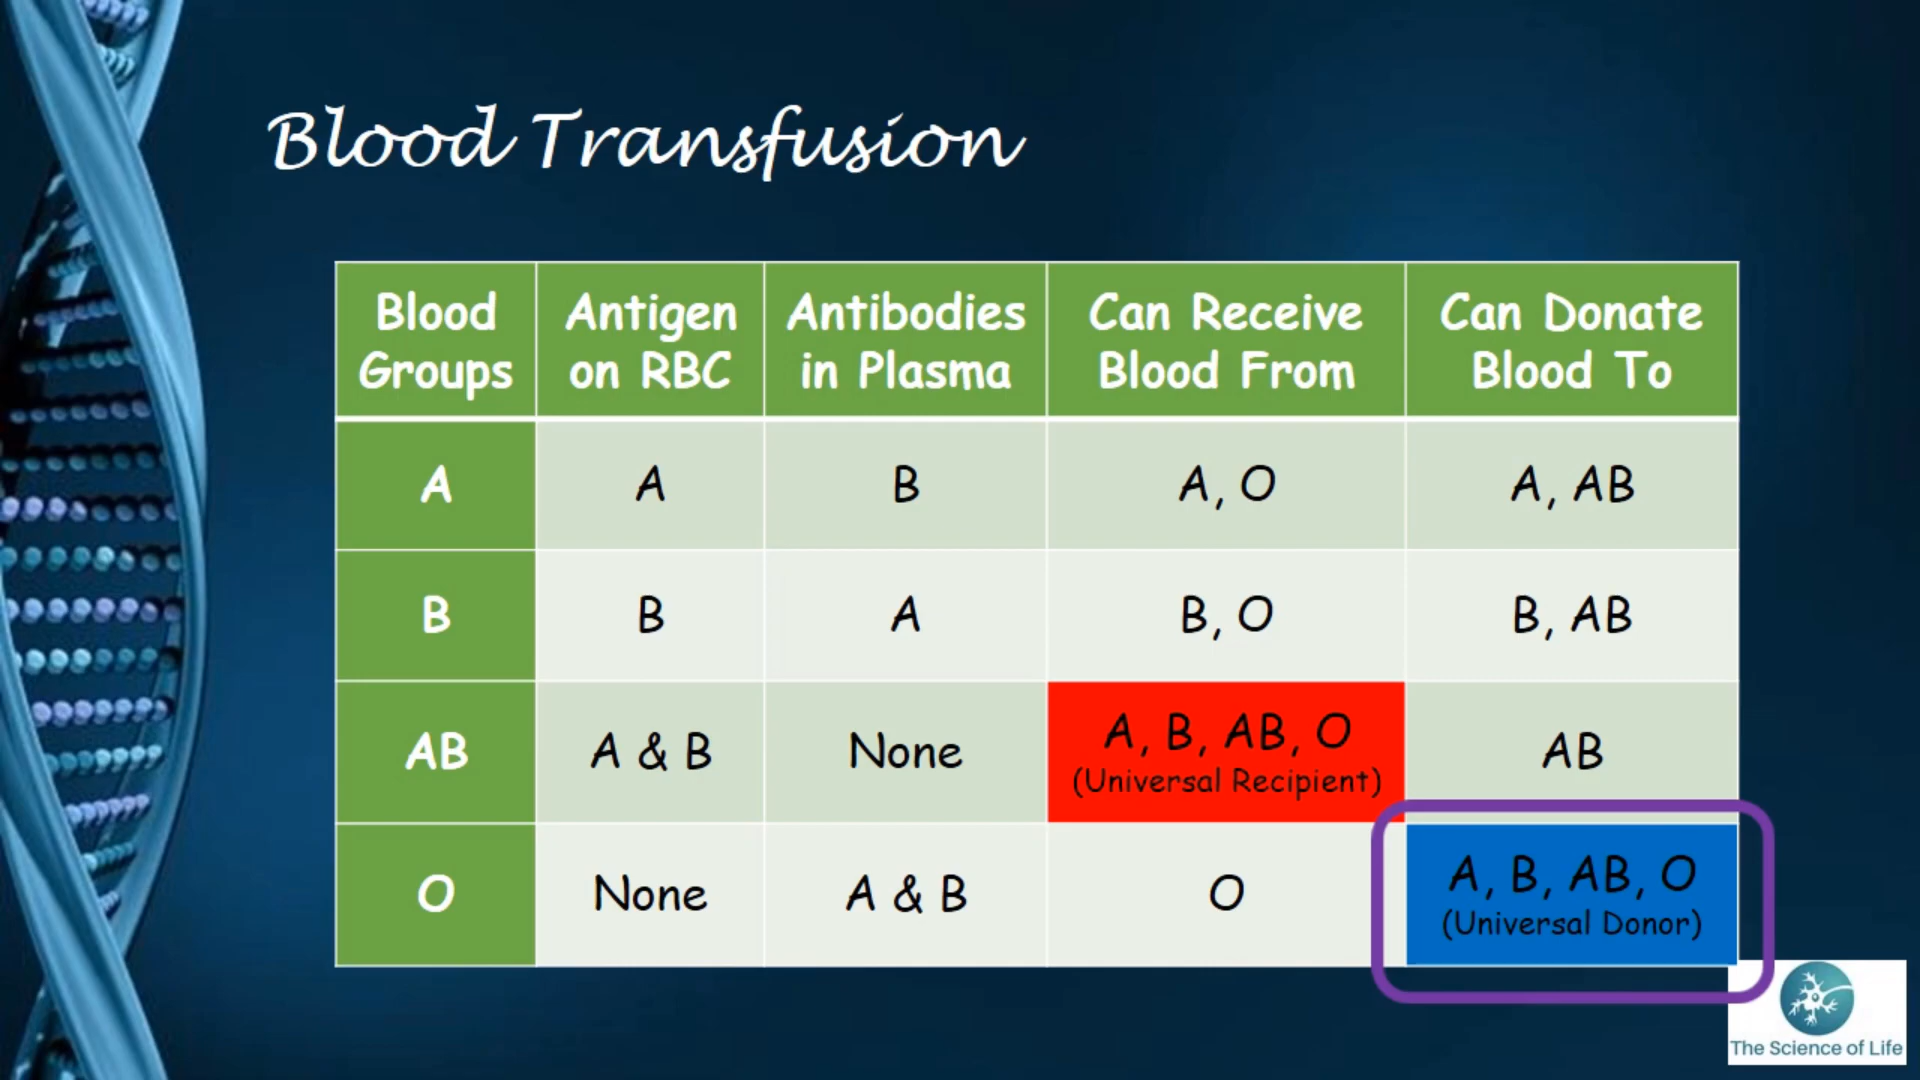 Blood Transfusion
Blood Groups | Antigen on RBC | Antibodies in Plasma | Can Receive Blood From | Can Donate Blood To
A | A | B | A, O | A, AB
B | B | A | B, O | B, AB
AB | A & B | None | A, B, AB, O (Universal Recipient) | AB
O | None | A & B | O | A, B, AB, O (Universal Donor)
The Science of Life